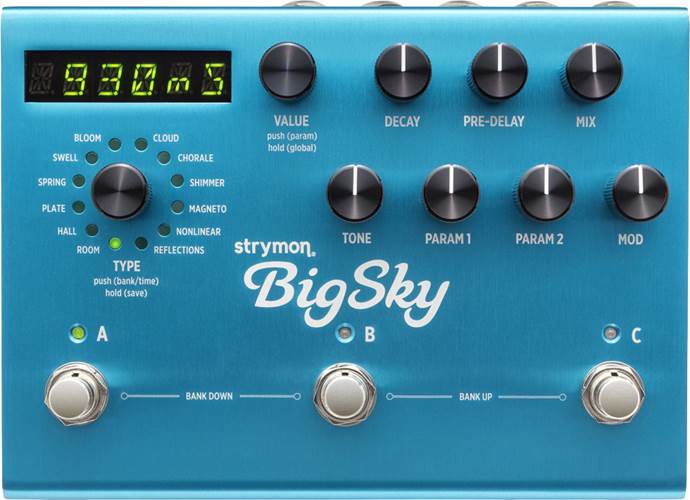 930mS
VALUE
push (param)
hold (global)
DECAY
PRE-DELAY
MIX
BLOOM
CLOUD
SWELL
CHORALE
SPRING
SHIMMER
PLATE
MAGNETO
HALL
NONLINEAR
ROOM
REFLECTIONS
TYPE
push (bank/time)
hold (save)
TONE
PARAM 1
PARAM 2
MOD
strymon®
BigSky
A
B
C
BANK DOWN
BANK UP